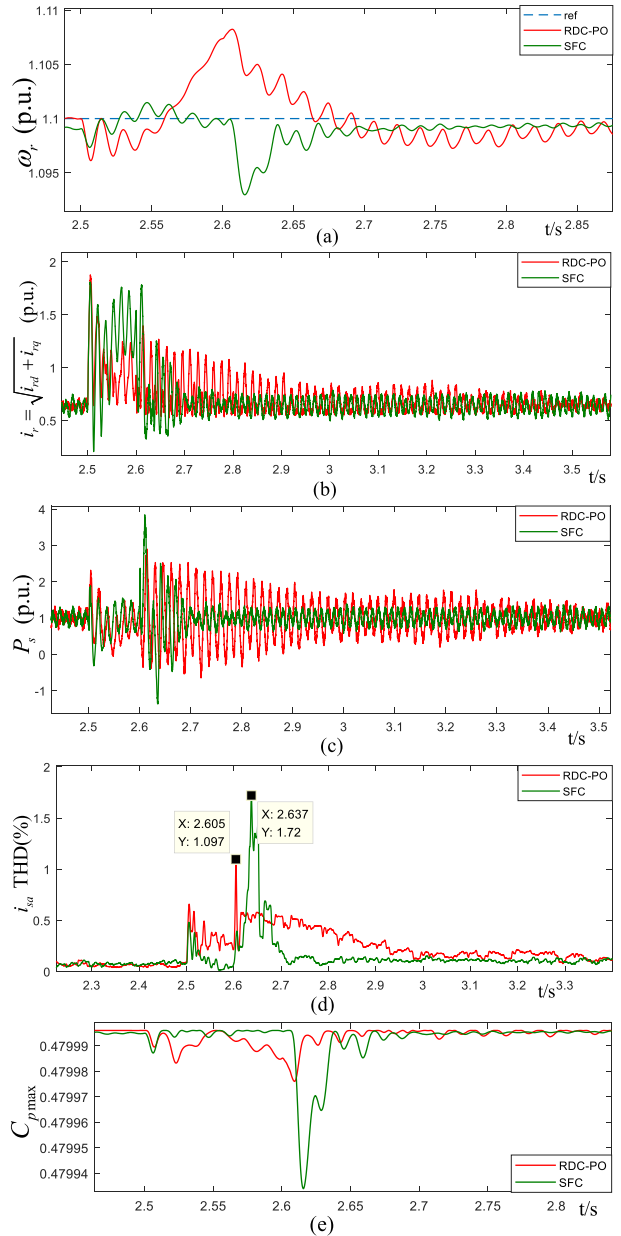 1.11
1.105
1.10
1.095
ω_r (p.u.)
ref
RDC-PO
SFC
2.5 2.55 2.6 2.65 2.7 2.75 2.8 2.85
t/s
(a)
2
1.5
1
0.5
i_r = √i_rd + i_rq (p.u.)
RDC-PO
SFC
2.5 2.6 2.7 2.8 2.9 3 3.1 3.2 3.3 3.4 3.5
t/s
(b)
4
3
2
1
0
-1
P_s (p.u.)
RDC-PO
SFC
2.5 2.6 2.7 2.8 2.9 3 3.1 3.2 3.3 3.4 3.5
t/s
(c)
2
1.5
1
0.5
0
i_sa THD(%)
RDC-PO
SFC
X: 2.605
Y: 1.097
X: 2.637
Y: 1.72
2.3 2.4 2.5 2.6 2.7 2.8 2.9 3 3.1 3.2 3.3
t/s
(d)
0.47999
0.47998
0.47996
0.47995
0.47994
C_pmax
RDC-PO
SFC
2.5 2.55 2.6 2.65 2.7 2.75 2.8
t/s
(e)